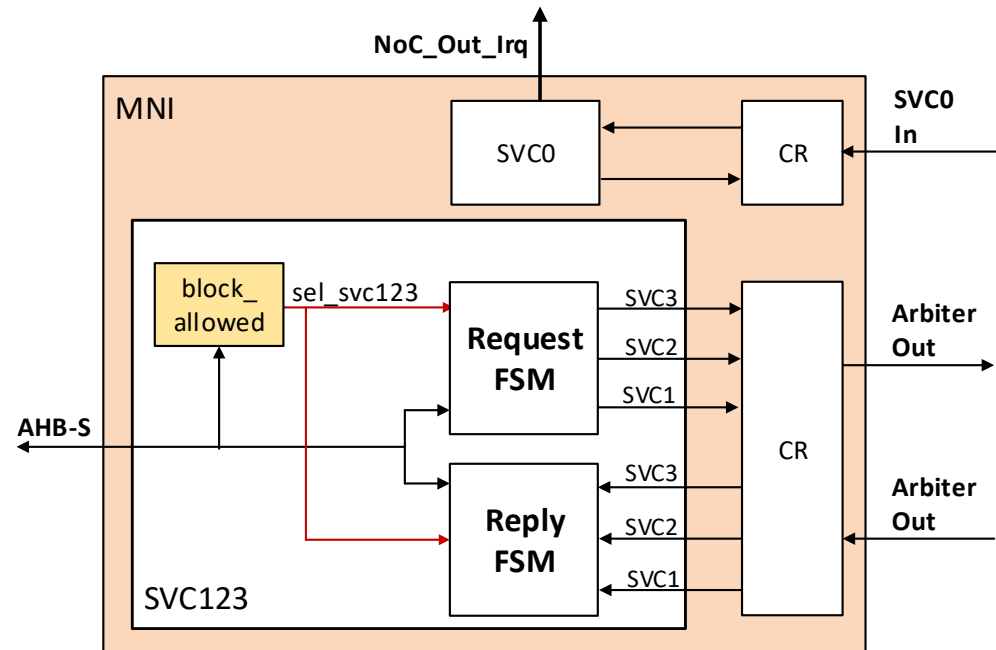 NoC_Out_Irq
MNI
SVC0
In
SVC0
CR
block_
allowed
sel_svc123
Request
FSM
SVC3
SVC2
SVC1
Arbiter
Out
AHB-S
CR
Reply
FSM
SVC3
SVC2
SVC1
Arbiter
Out
SVC123